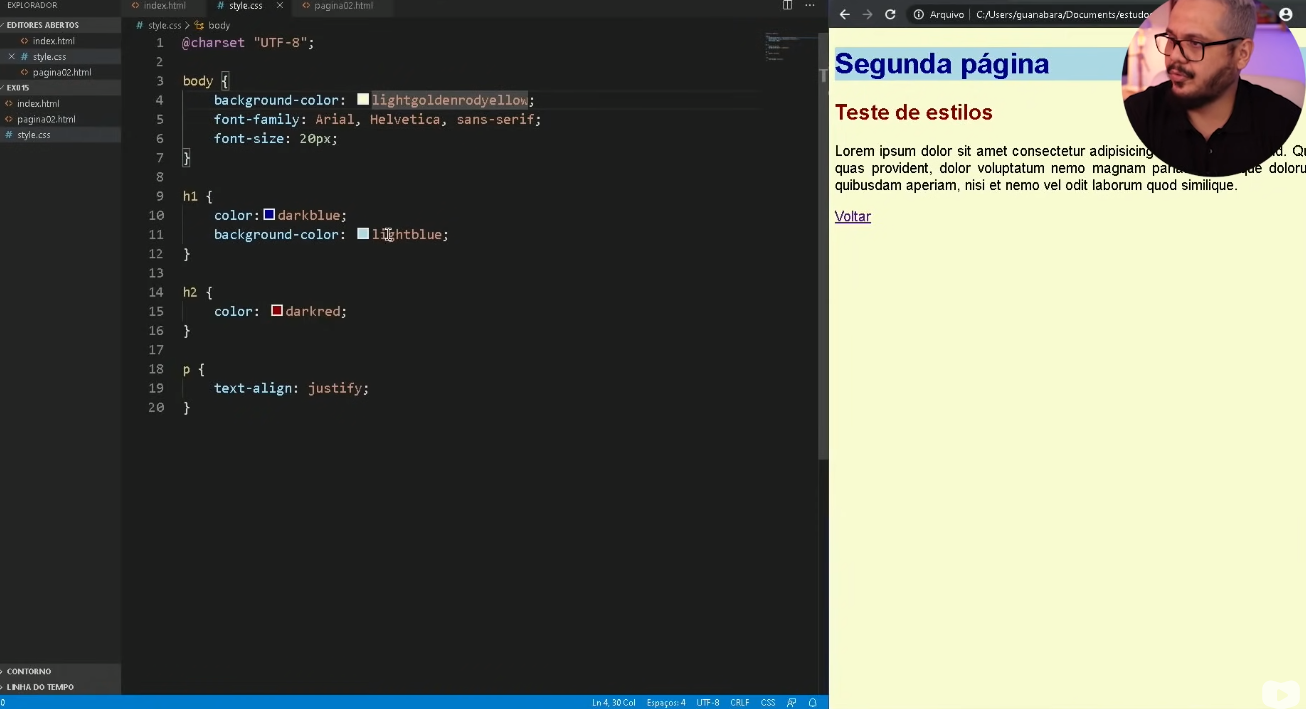 index.html
style.css
pagina02.html
Arquivo
C:/Users/guanabara/Documents/estudo
EXPLORADOR
EDITORES ABERTOS
index.html
style.css
pagina02.html
EX015
index.html
pagina02.html
style.css
CONTORNO
LINHA DO TEMPO
style.css > body
1 @charset "UTF-8";
2
3 body {
4 background-color: lightgoldenrodyellow;
5 font-family: Arial, Helvetica, sans-serif;
6 font-size: 20px;
7 }
8
9 h1 {
10 color: darkblue;
11 background-color: lightblue;
12 }
13
14 h2 {
15 color: darkred;
16 }
17
18 p {
19 text-align: justify;
20 }
Segunda página
Teste de estilos
Lorem ipsum dolor sit amet consectetur adipisicing
quas provident, dolor voluptatum nemo magnam
quibusdam aperiam, nisi et nemo vel odit laborum quod similique.
Voltar
0 Ln 4, 30 Col Espaços: 4 UTF-8 CRLF CSS